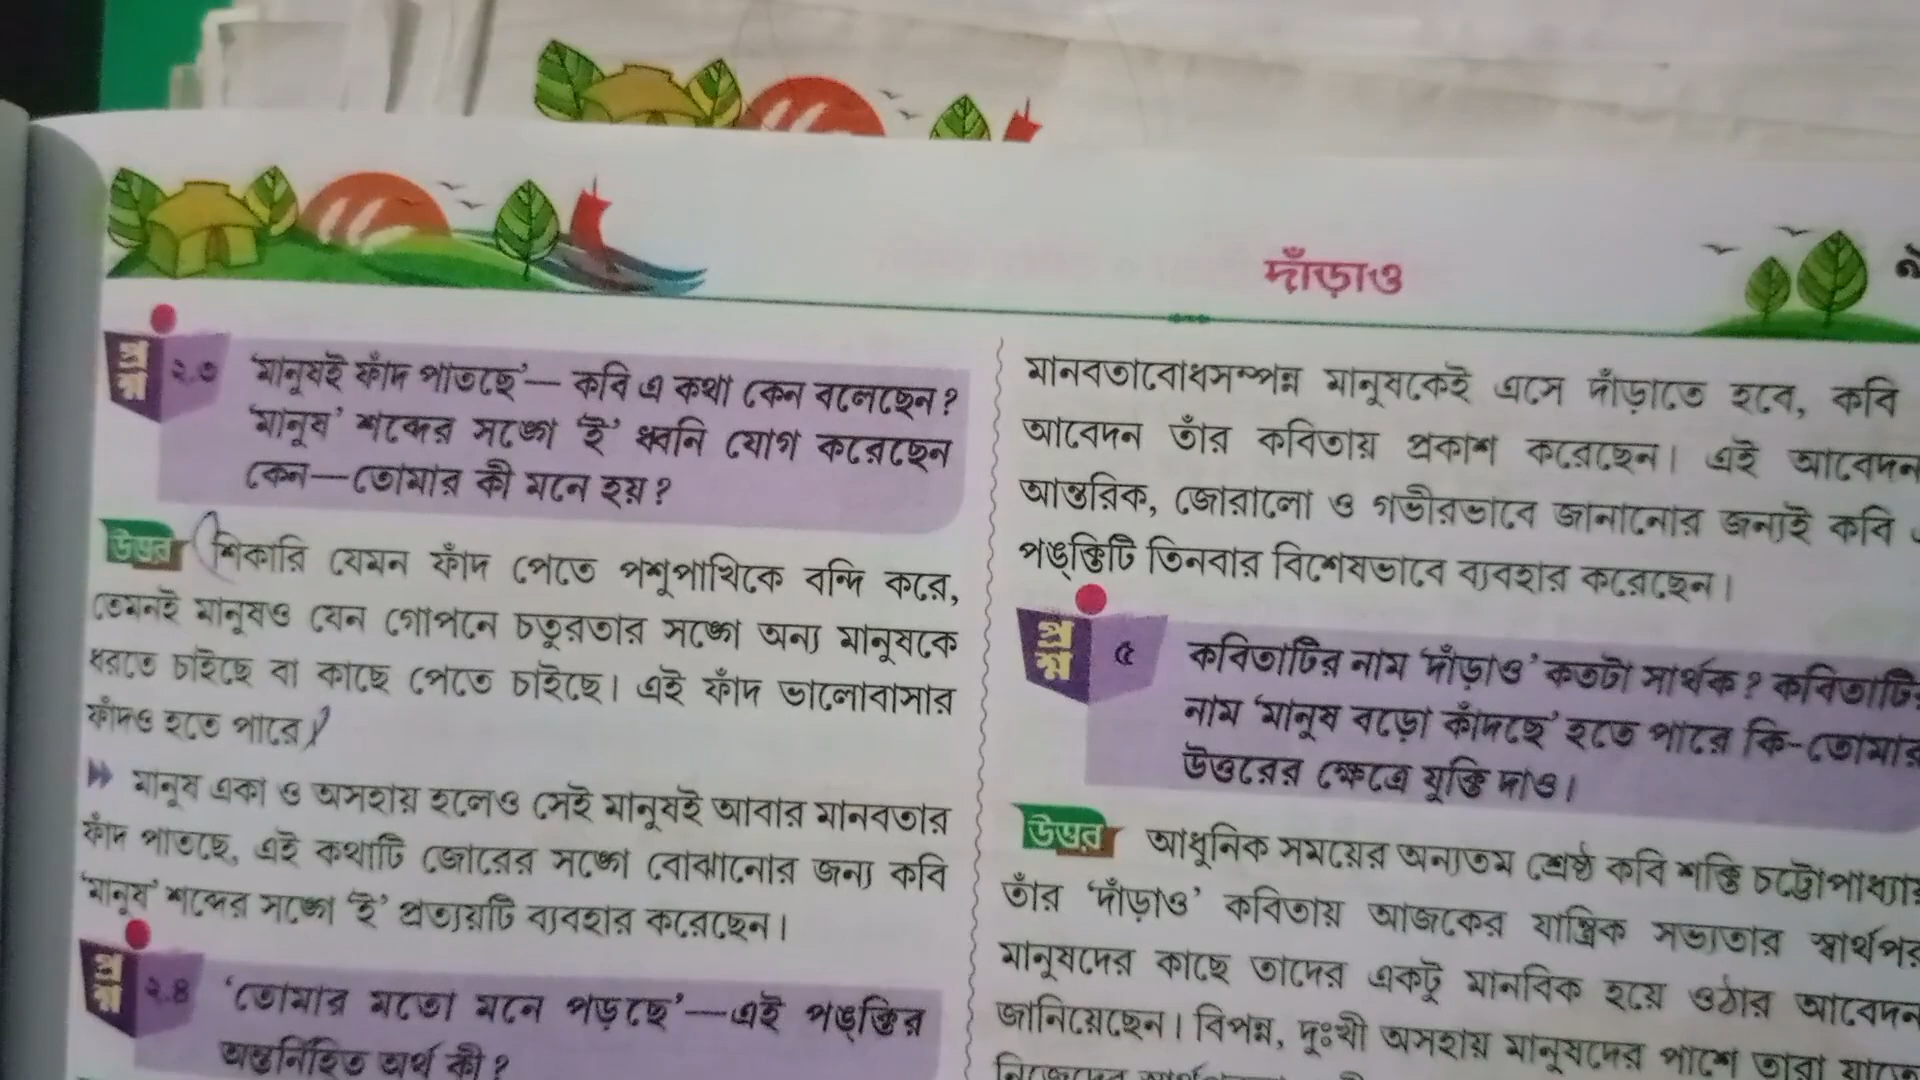 দাঁড়াও
প্রশ্ন ২.৩ 'মানুষই ফাঁদ পাতছে'— কবি এ কথা কেন বলেছেন?
'মানুষ' শব্দের সঙ্গে 'ই' ধ্বনি যোগ করেছেন
কেন—তোমার কী মনে হয়?
উত্তর শিকারি যেমন ফাঁদ পেতে পশুপাখিকে বন্দি করে,
তেমনই মানুষও যেন গোপনে চতুরতার সঙ্গে অন্য মানুষকে
ধরতে চাইছে বা কাছে পেতে চাইছে। এই ফাঁদ ভালোবাসার
ফাঁদও হতে পারে।
মানুষ একা ও অসহায় হলেও সেই মানুষই আবার মানবতার
ফাঁদ পাতছে, এই কথাটি জোরের সঙ্গে বোঝানোর জন্য কবি
'মানুষ' শব্দের সঙ্গে 'ই' প্রত্যয়টি ব্যবহার করেছেন।
প্রশ্ন ২.৪ 'তোমার মতো মনে পড়ছে'—এই পঙ্‌ক্তির
অন্তর্নিহিত অর্থ কী?
মানবতাবোধসম্পন্ন মানুষকেই এসে দাঁড়াতে হবে, কবি
আবেদন তাঁর কবিতায় প্রকাশ করেছেন। এই আবেদন
আন্তরিক, জোরালো ও গভীরভাবে জানানোর জন্যই কবি
পঙ্‌ক্তিটি তিনবার বিশেষভাবে ব্যবহার করেছেন।
প্রশ্ন ৫ কবিতাটির নাম 'দাঁড়াও' কতটা সার্থক? কবিতাটির
নাম 'মানুষ বড়ো কাঁদছে' হতে পারে কি-তোমার
উত্তরের ক্ষেত্রে যুক্তি দাও।
উত্তর আধুনিক সময়ের অন্যতম শ্রেষ্ঠ কবি শক্তি চট্টোপাধ্যায়
তাঁর 'দাঁড়াও' কবিতায় আজকের যান্ত্রিক সভ্যতার স্বার্থপর
মানুষদের কাছে তাদের একটু মানবিক হয়ে ওঠার আবেদন
জানিয়েছেন। বিপন্ন, দুঃখী অসহায় মানুষদের পাশে তারা